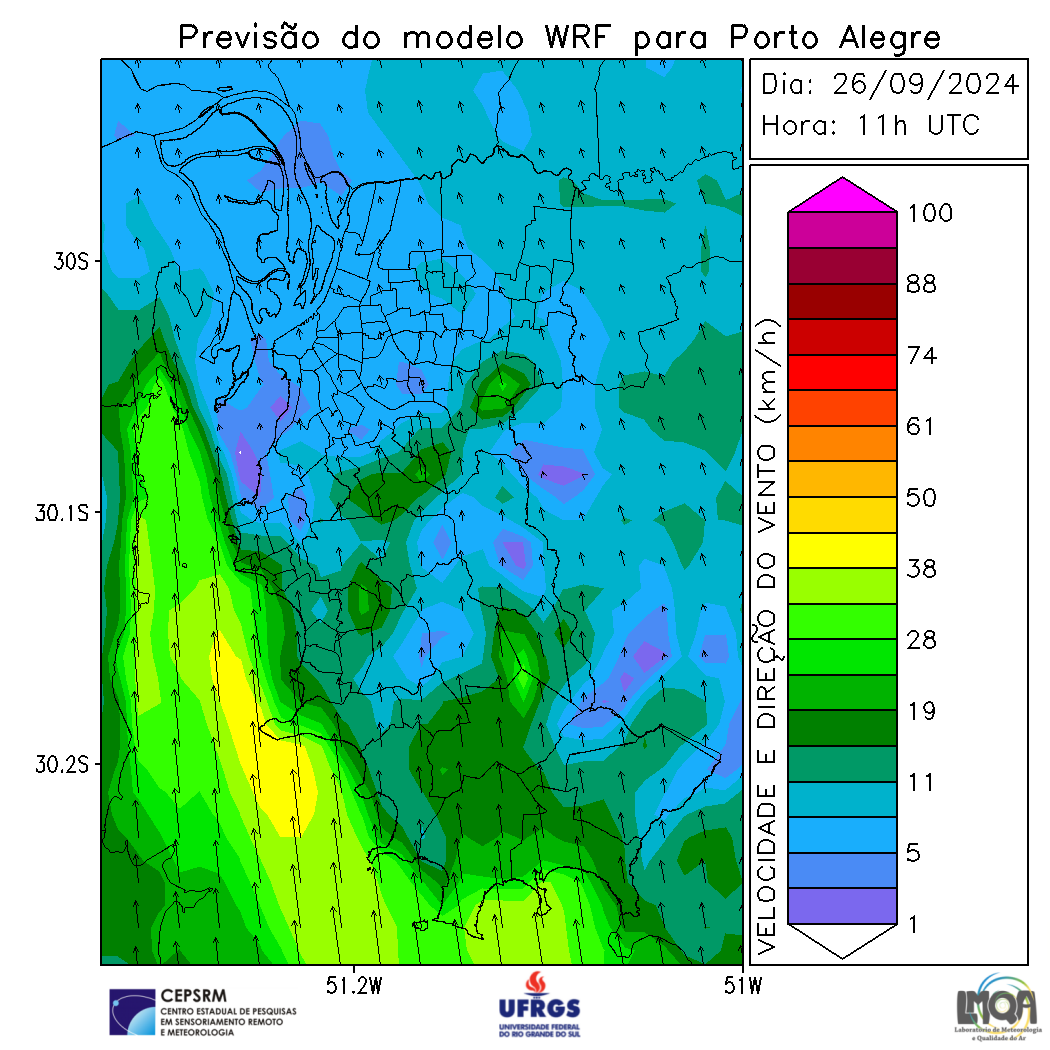 Previsão do modelo WRF para Porto Alegre
Dia: 26/09/2024
Hora: 11h UTC
30S
30.1S
30.2S
51.2W
51W
VELOCIDADE E DIREÇÃO DO VENTO (km/h)
100
88
74
61
50
38
28
19
11
5
1
CEPSRM
CENTRO ESTADUAL DE PESQUISAS
EM SENSORIAMENTO REMOTO
E METEOROLOGIA
UFRGS
UNIVERSIDADE FEDERAL
DO RIO GRANDE DO SUL
LMQA
Laboratório de Meteorologia
e Qualidade do Ar